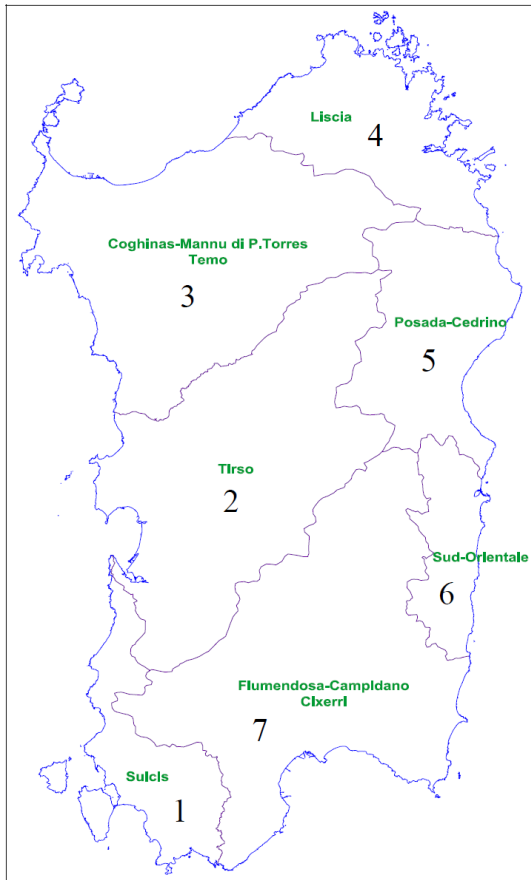 Liscia
4
Coghinas-Mannu di P.Torres
Temo
3
Posada-Cedrino
5
Tirso
2
Sud-Orientale
6
Flumendosa-Campidano
Cixerri
7
Sulcis
1